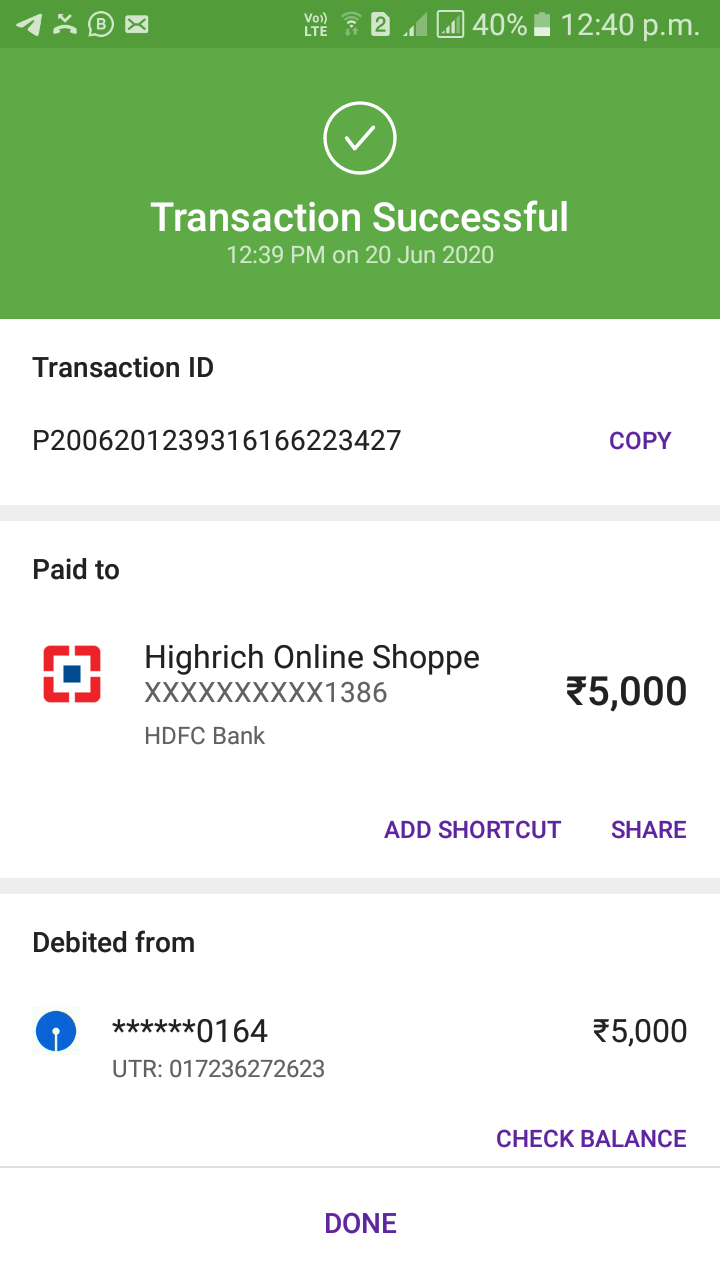 Vo)) LTE 2 40% 12:40 p.m.
Transaction Successful
12:39 PM on 20 Jun 2020
Transaction ID
P2006201239316166223427
COPY
Paid to
Highrich Online Shoppe
XXXXXXXXXX1386
₹5,000
HDFC Bank
ADD SHORTCUT SHARE
Debited from
******0164 ₹5,000
UTR: 017236272623
CHECK BALANCE
DONE